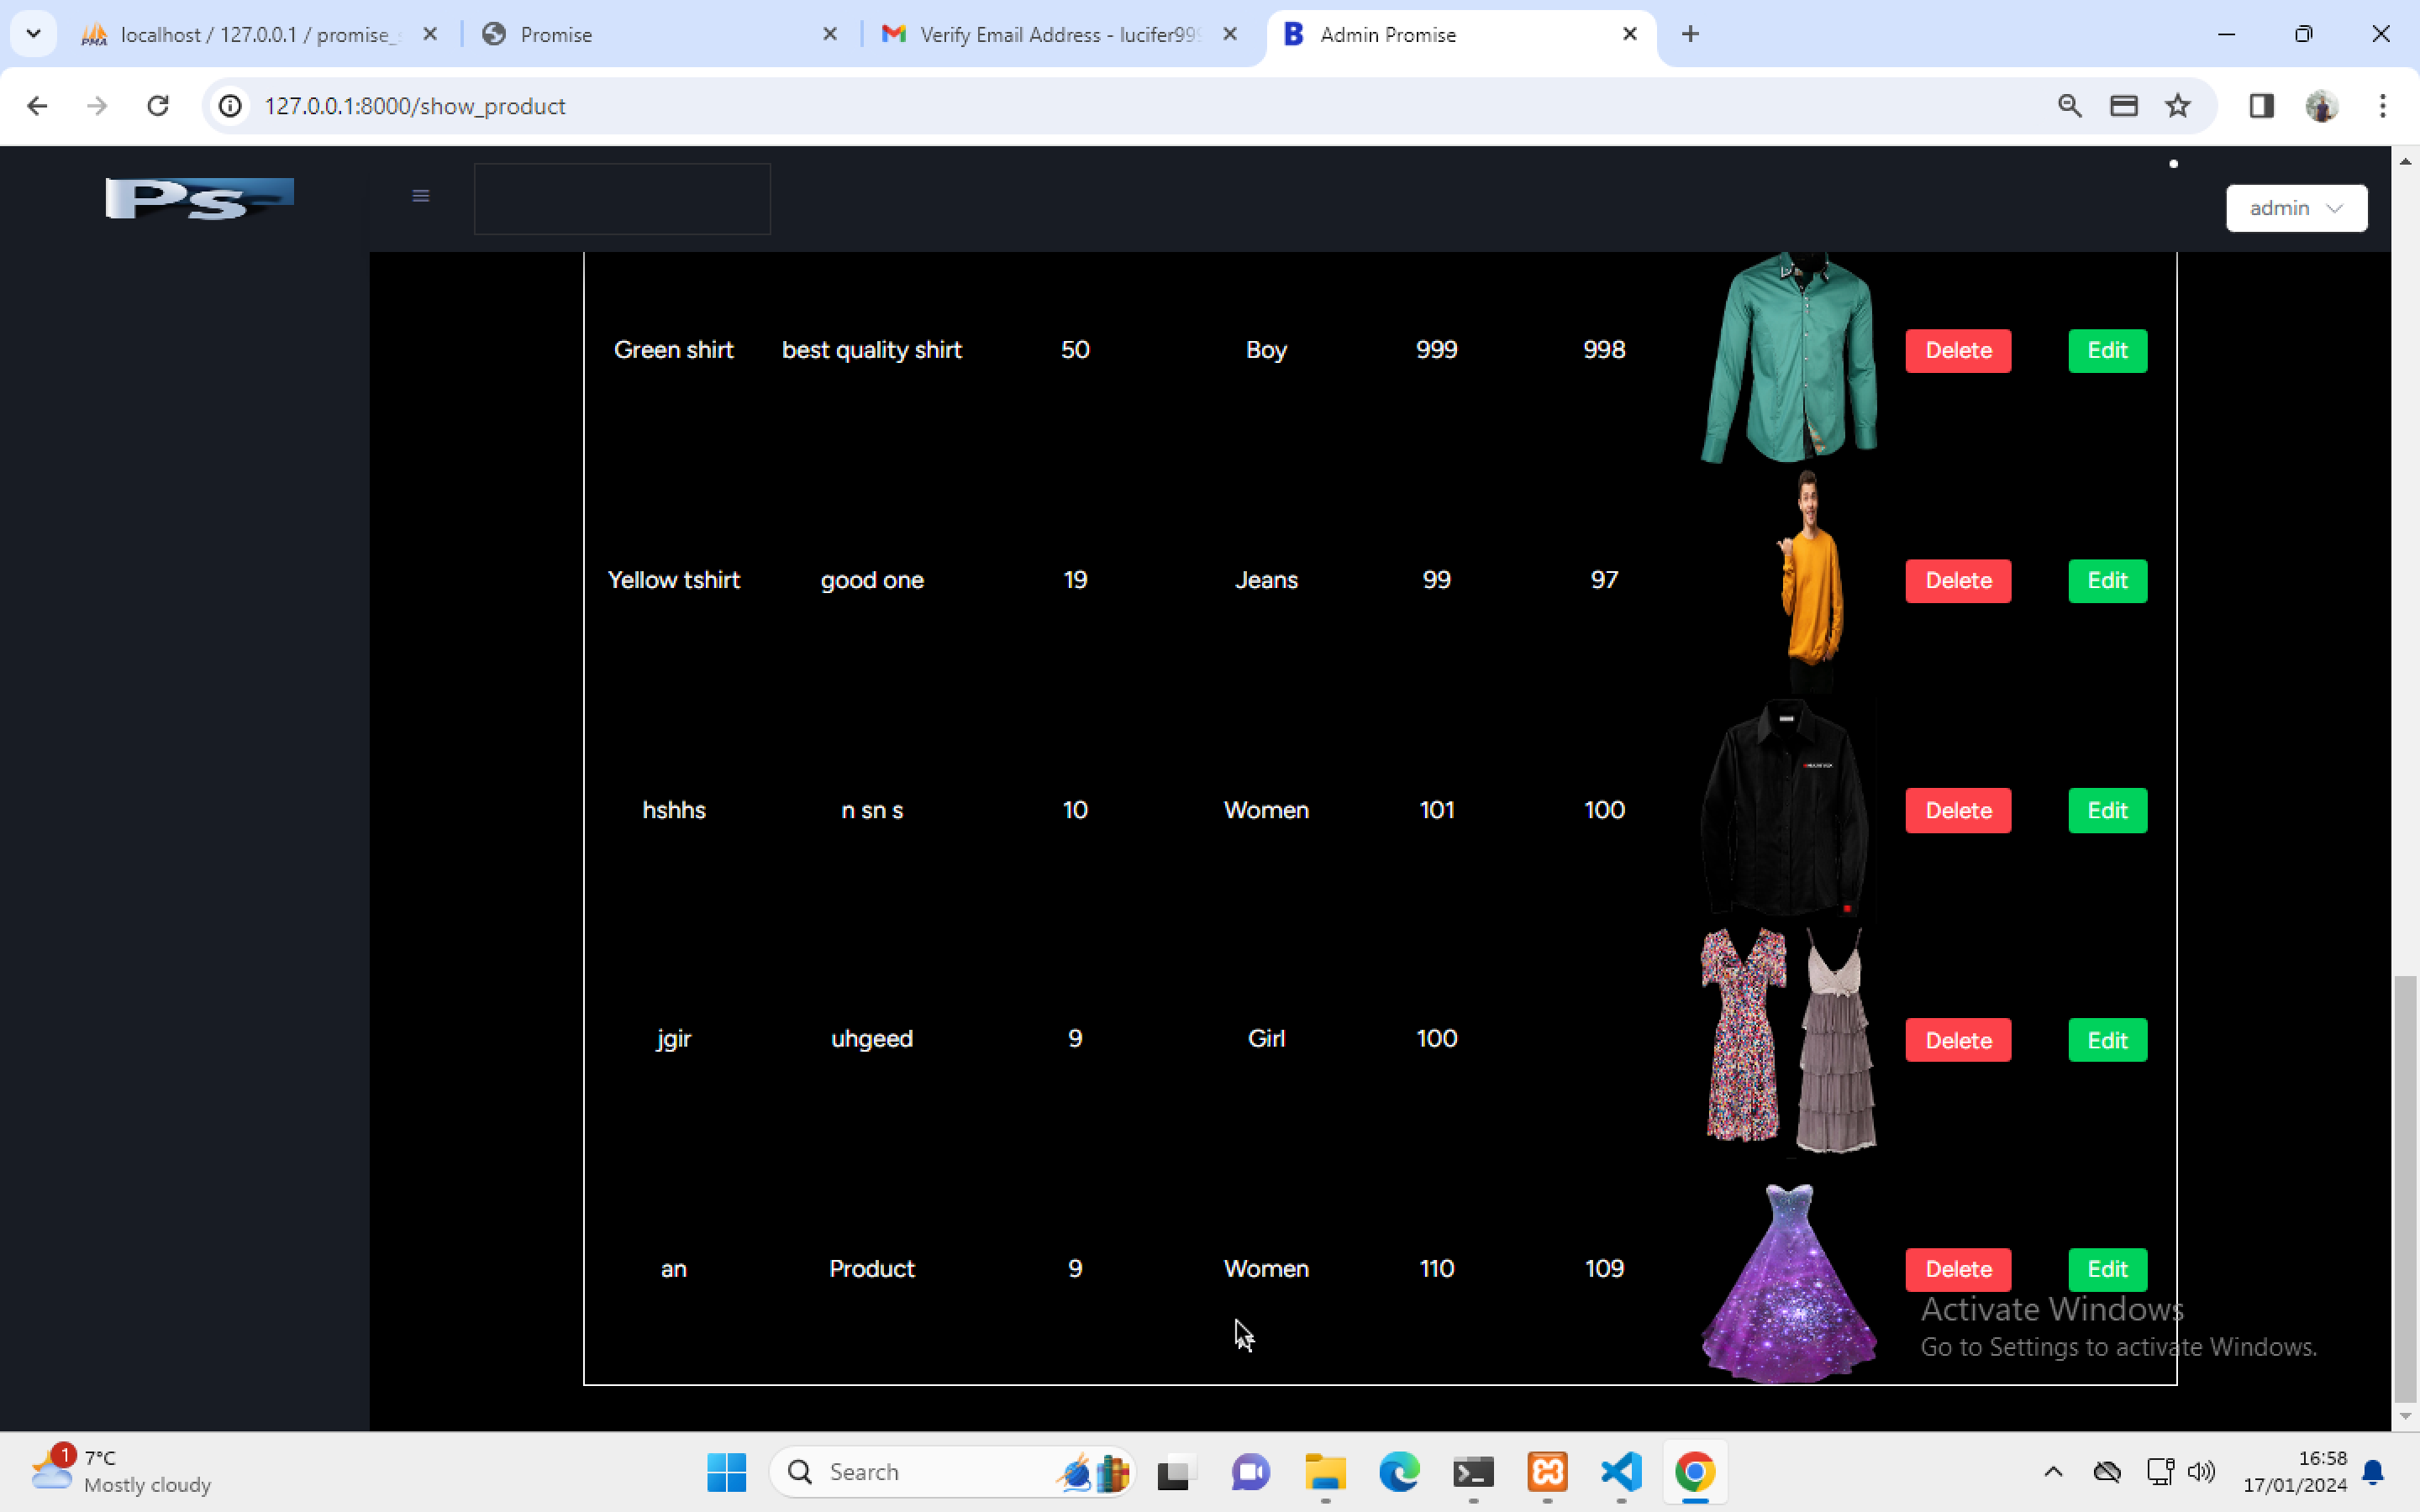 localhost / 127.0.0.1 / promise_s
Promise
Verify Email Address - lucifer999
Admin Promise
127.0.0.1:8000/show_product
Ps
admin
Green shirt best quality shirt 50 Boy 999 998 Delete Edit
Yellow tshirt good one 19 Jeans 99 97 Delete Edit
hshhs n sn s 10 Women 101 100 Delete Edit
jgir uhgeed 9 Girl 100 Delete Edit
an Product 9 Women 110 109 Delete Edit
Activate Windows
Go to Settings to activate Windows.
1
7°C
Mostly cloudy
Search
16:58
17/01/2024